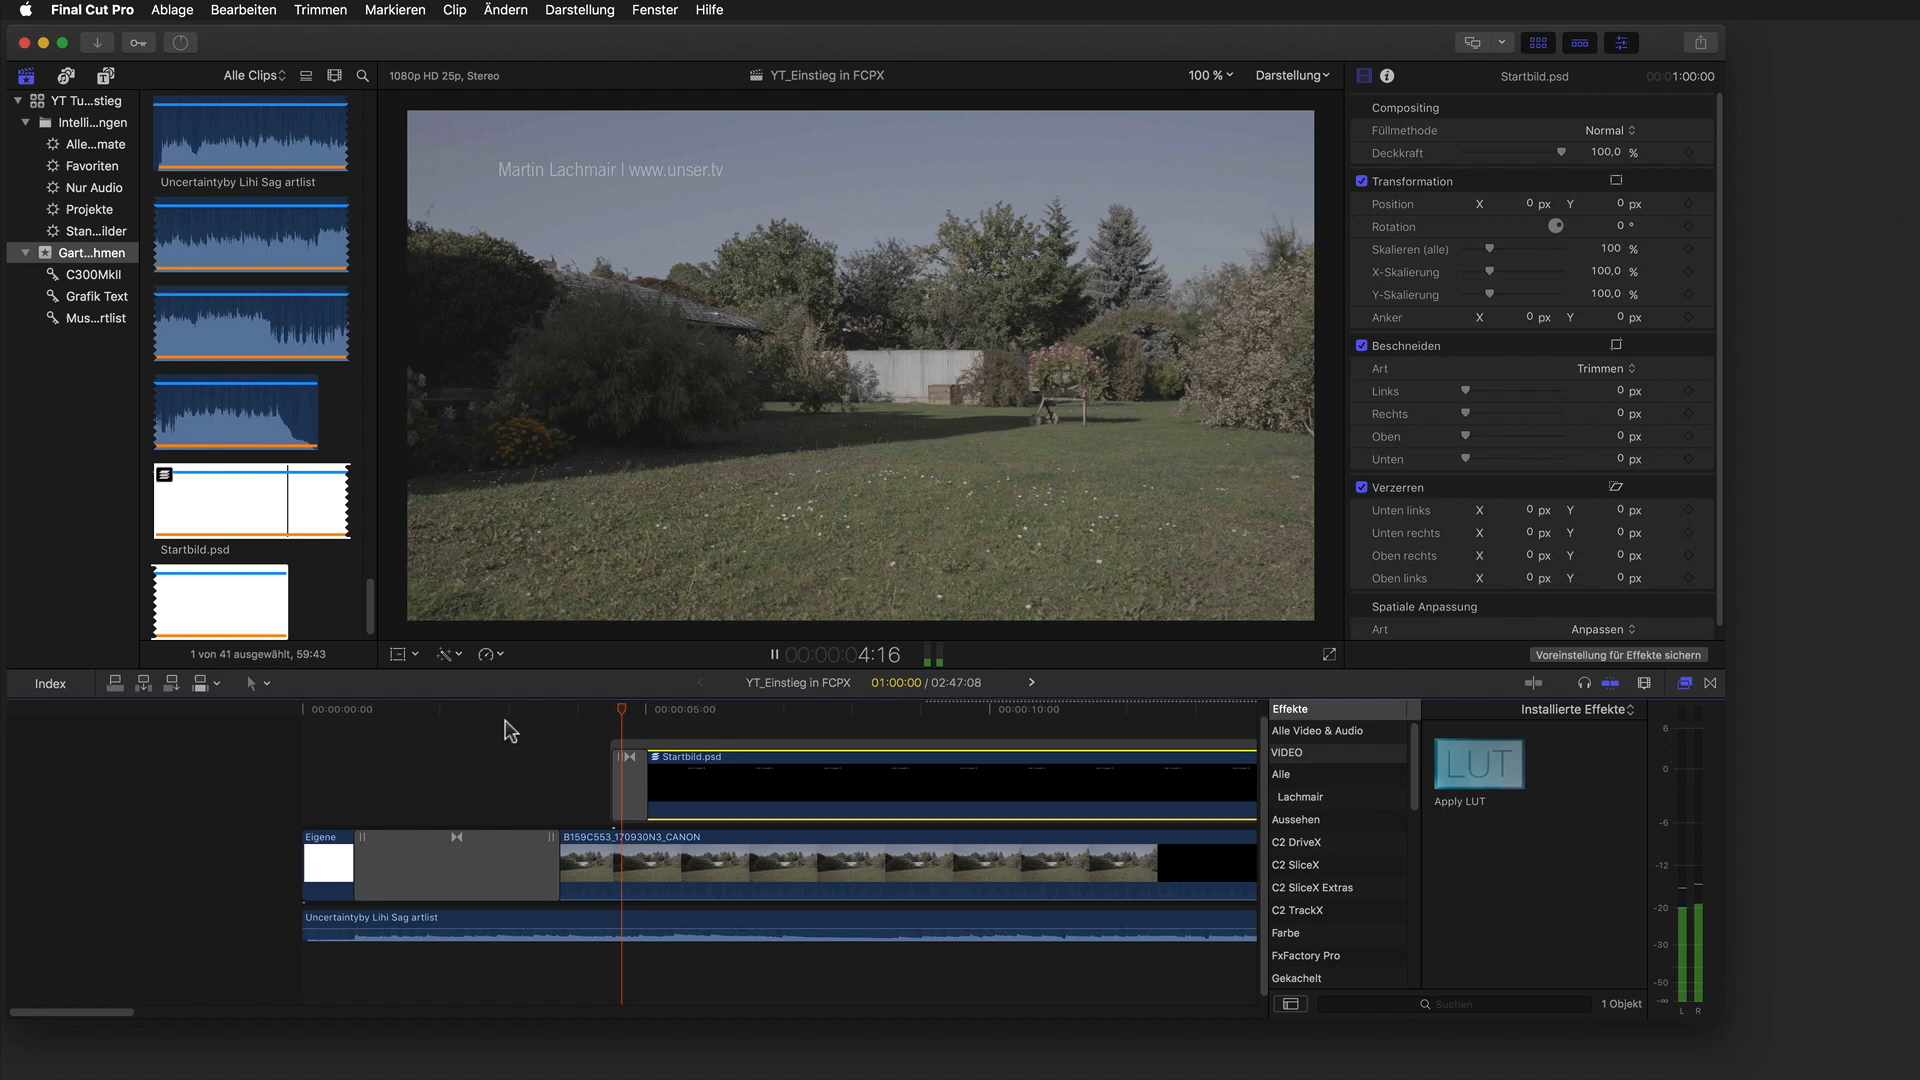 Final Cut Pro Ablage Bearbeiten Trimmen Markieren Clip Ändern Darstellung Fenster Hilfe
Alle Clips
1080p HD 25p, Stereo
YT_Einstieg in FCPX
100 %
Darstellung
Startbild.psd
00:01:00:00
YT Tu...stieg
Intelli...ngen
Alle...mate
Favoriten
Nur Audio
Projekte
Stan...ilder
Gart...hmen
C300MkII
Grafik Text
Mus...rtlist
Uncertaintyby Lihi Sag artlist
Startbild.psd
1 von 41 ausgewählt, 59:43
Martin Lachmair | www.unser.tv
00:00:04:16
Compositing
Füllmethode Normal
Deckkraft 100,0 %
Transformation
Position X 0 px Y 0 px
Rotation 0 °
Skalieren (alle) 100 %
X-Skalierung 100,0 %
Y-Skalierung 100,0 %
Anker X 0 px Y 0 px
Beschneiden
Art Trimmen
Links 0 px
Rechts 0 px
Oben 0 px
Unten 0 px
Verzerren
Unten links X 0 px Y 0 px
Unten rechts X 0 px Y 0 px
Oben rechts X 0 px Y 0 px
Oben links X 0 px Y 0 px
Spatiale Anpassung
Art Anpassen
Voreinstellung für Effekte sichern
Index
YT_Einstieg in FCPX
01:00:00 / 02:47:08
00:00:00:00
00:00:05:00
00:00:10:00
Startbild.psd
Eigene
B159C553_170930N3_CANON
Uncertaintyby Lihi Sag artlist
Effekte
Installierte Effekte
Alle Video & Audio
VIDEO
Alle
Lachmair
Aussehen
C2 DriveX
C2 SliceX
C2 SliceX Extras
C2 TrackX
Farbe
FxFactory Pro
Gekachelt
LUT
Apply LUT
Suchen
1 Objekt
6
0
-6
-12
-20
-30
-50
-∞
L R